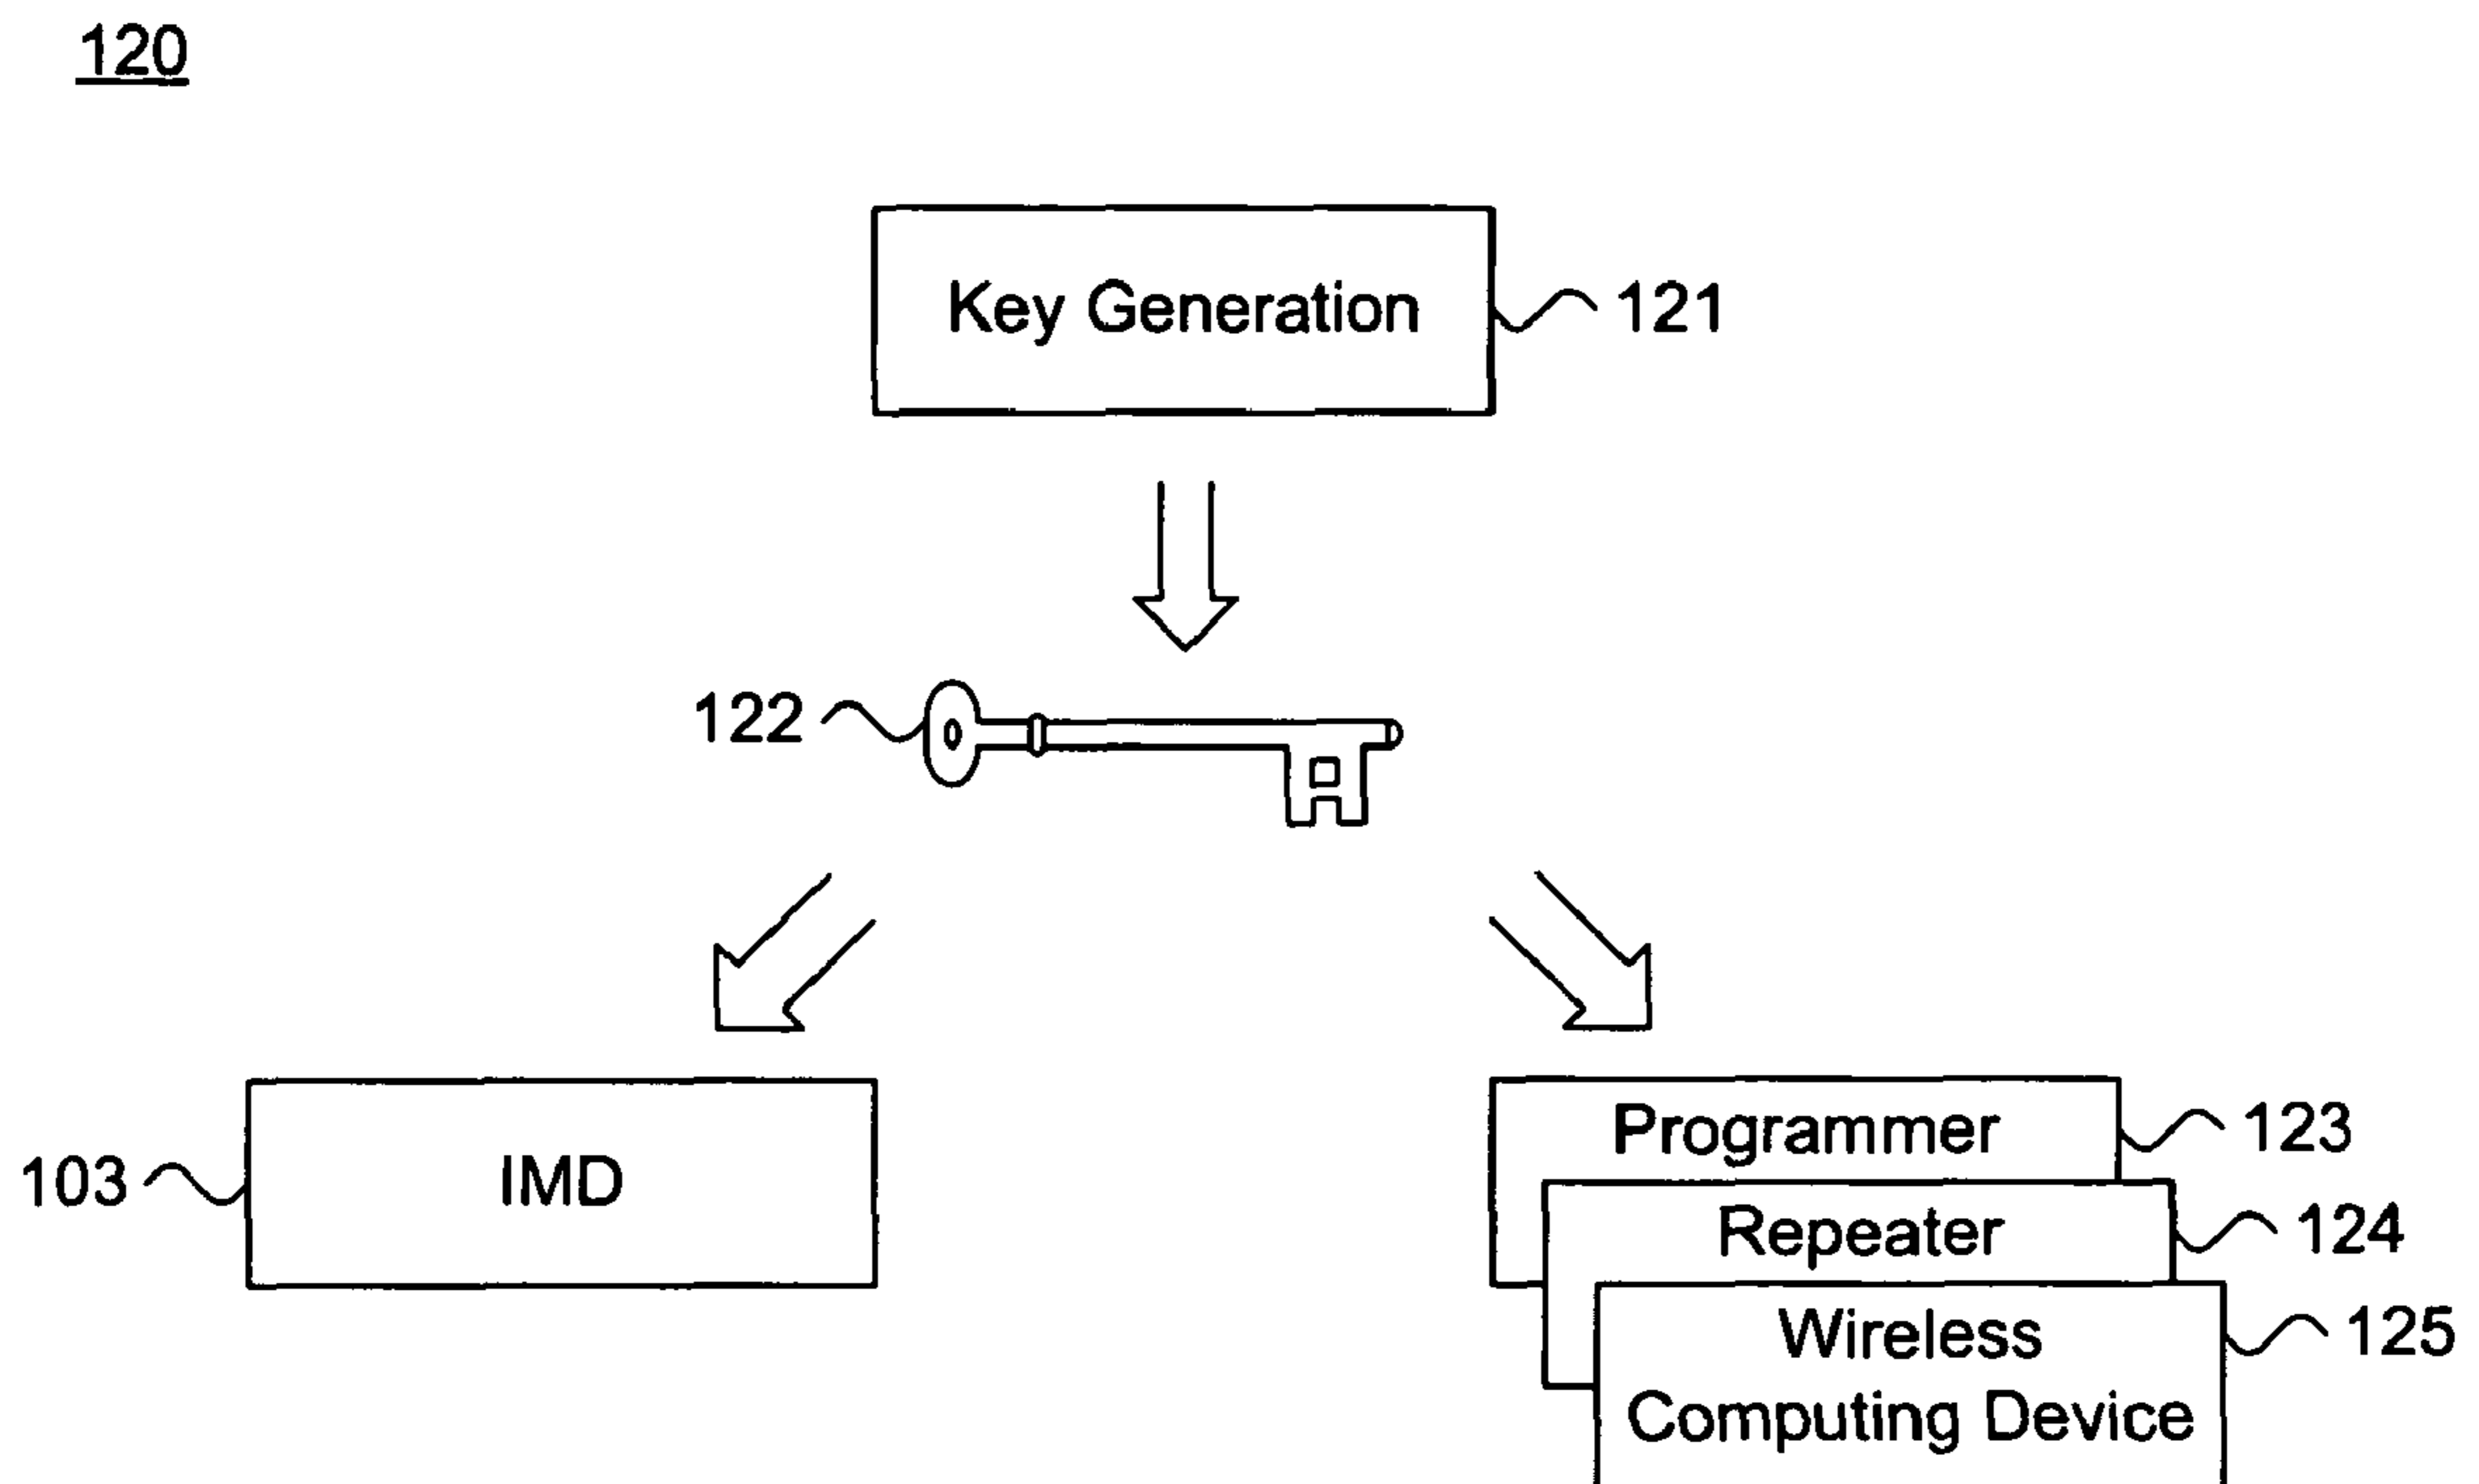 120
Key Generation
121
122
103
IMD
Programmer
123
Repeater
124
Wireless
125
Computing Device